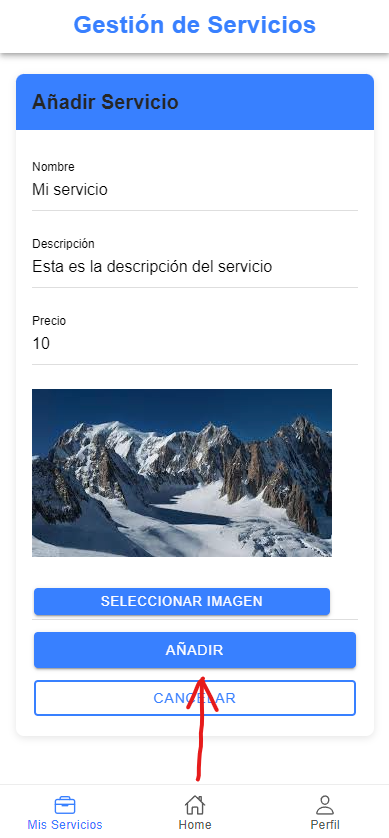 Gestión de Servicios
Añadir Servicio
Nombre
Mi servicio
Descripción
Esta es la descripción del servicio
Precio
10
SELECCIONAR IMAGEN
AÑADIR
CANCELAR
Mis Servicios
Home
Perfil